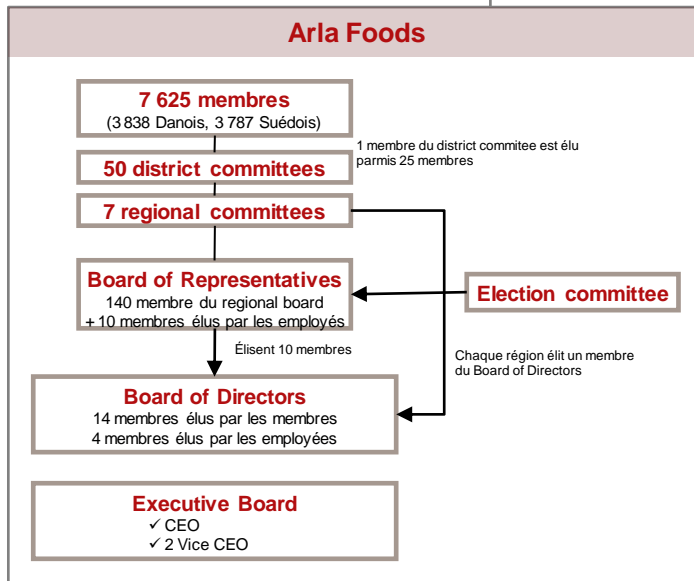 Arla Foods
7 625 membres
(3 838 Danois, 3 787 Suédois)
1 membre du district commitee est élu
parmis 25 membres
50 district committees
7 regional committees
Board of Representatives
140 membre du regional board
+ 10 membres élus par les employés
Election committee
Élisent 10 membres
Chaque région élit un membre
du Board of Directors
Board of Directors
14 membres élus par les membres
4 membres élus par les employées
Executive Board
✓ CEO
✓ 2 Vice CEO